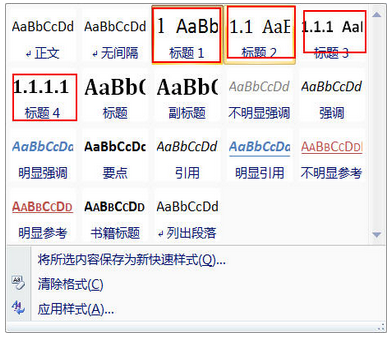 AaBbCcDd AaBbCcDd 1 AaBb 1.1 AaB 1.1.1 AaB
↲ 正文 ↲ 无间隔 标题 1 标题 2 标题 3
1.1.1.1 AaBbC AaBbC AaBbCcDd AaBbCcDd
标题 4 标题 副标题 不明显强调 强调
AaBbCcDd AaBbCcDd AaBbCcDd AaBbCcDd AABBCCDD
明显强调 要点 引用 明显引用 不明显参考
AABBCCDD AABBCCDD AaBbCcDd
明显参考 书籍标题 ↲ 列出段落
将所选内容保存为新快速样式(Q)...
清除格式(C)
应用样式(A)...